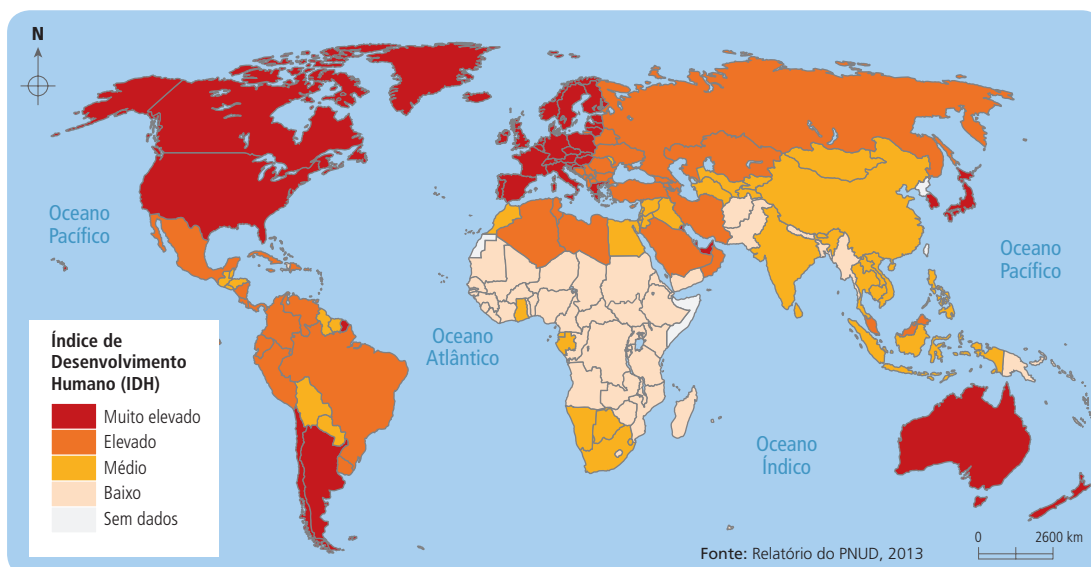 N
Oceano
Pacífico
Oceano
Atlântico
Oceano
Índico
Oceano
Pacífico
Índice de
Desenvolvimento
Humano (IDH)
Muito elevado
Elevado
Médio
Baixo
Sem dados
Fonte: Relatório do PNUD, 2013
0 2600 km